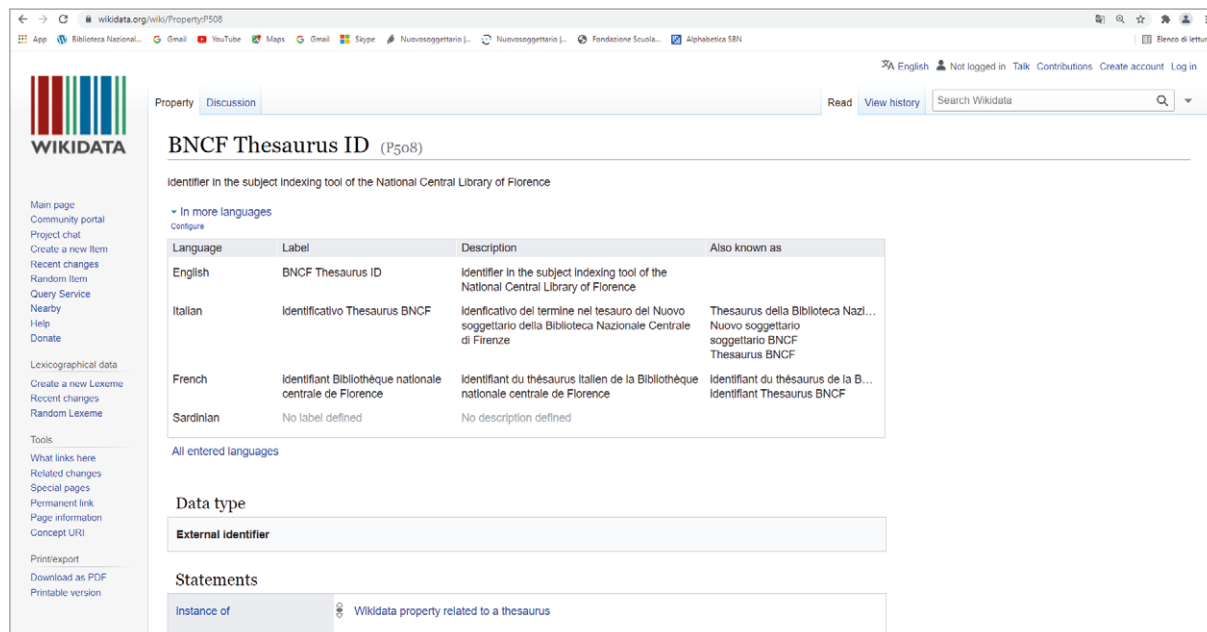 wikidata.org/wiki/Property:P508
App Biblioteca Nazional... Gmail YouTube Maps Gmail Skype Nuovosoggettario |... Nuovosoggettario |... Fondazione Scuola... Alphabetica SBN Elenco di lettur
English Not logged in Talk Contributions Create account Log in
Property Discussion Read View history Search Wikidata
WIKIDATA
BNCF Thesaurus ID (P508)
identifier in the subject indexing tool of the National Central Library of Florence
In more languages
Configure
Language Label Description Also known as
English BNCF Thesaurus ID identifier in the subject indexing tool of the
National Central Library of Florence
Italian identificativo Thesaurus BNCF idenficativo del termine nel tesauro del Nuovo Thesaurus della Biblioteca Nazi...
soggettario della Biblioteca Nazionale Centrale Nuovo soggettario
di Firenze soggettario BNCF
Thesaurus BNCF
French identifiant Bibliothèque nationale identifiant du thésaurus italien de la Bibliothèque identifiant du thésaurus de la B...
centrale de Florence nationale centrale de Florence identifiant Thesaurus BNCF
Sardinian No label defined No description defined
All entered languages
Data type
External identifier
Statements
instance of Wikidata property related to a thesaurus
Main page
Community portal
Project chat
Create a new Item
Recent changes
Random Item
Query Service
Nearby
Help
Donate
Lexicographical data
Create a new Lexeme
Recent changes
Random Lexeme
Tools
What links here
Related changes
Special pages
Permanent link
Page information
Concept URI
Print/export
Download as PDF
Printable version